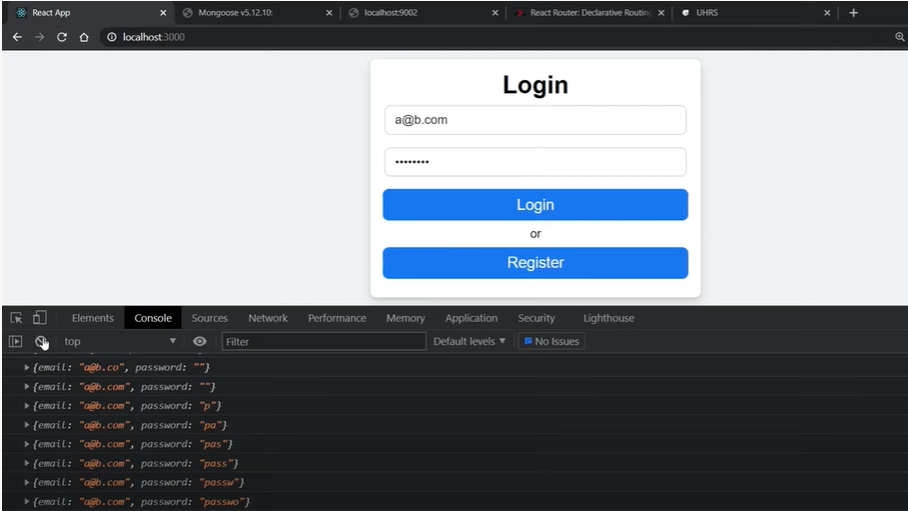 React App
Mongoose v5.12.10:
localhost:9002
React Router: Declarative Routing
UHRS
localhost:3000
Login
a@b.com
••••••••
Login
or
Register
Elements Console Sources Network Performance Memory Application Security Lighthouse
top Filter Default levels No Issues
{email: "a@b.co", password: ""}
{email: "a@b.com", password: ""}
{email: "a@b.com", password: "p"}
{email: "a@b.com", password: "pa"}
{email: "a@b.com", password: "pas"}
{email: "a@b.com", password: "pass"}
{email: "a@b.com", password: "passw"}
{email: "a@b.com", password: "passwo"}